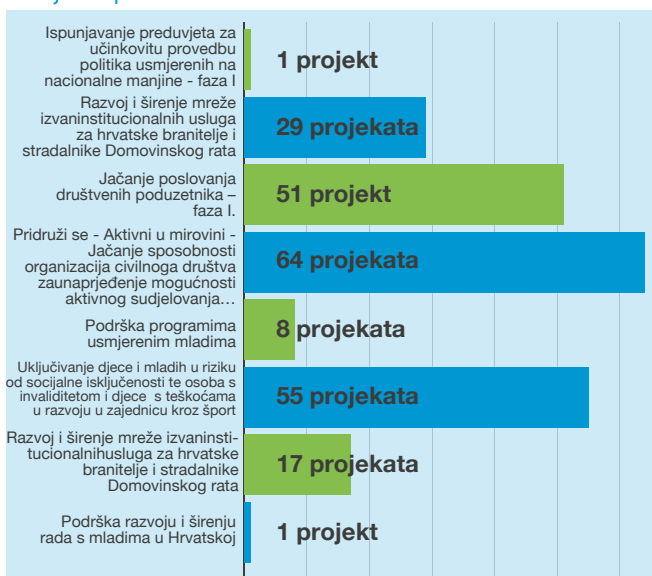 Ispunjavanje preduvjeta za
učinkovitu provedbu
politika usmjerenih na
nacionalne manjine - faza I
1 projekt
Razvoj i širenje mreže
izvaninstitucionalnih usluga
za hrvatske branitelje i
stradalnike Domovinskog rata
29 projekata
Jačanje poslovanja
društvenih poduzetnika –
faza I.
51 projekt
Pridruži se - Aktivni u mirovini -
Jačanje sposobnosti
organizacija civilnoga društva
zaunaprjeđenje mogućnosti
aktivnog sudjelovanja…
64 projekata
Podrška programima
usmjerenim mladima
8 projekata
Uključivanje djece i mladih u riziku
od socijalne isključenosti te osoba s
invaliditetom i djece s teškoćama
u razvoju u zajednicu kroz šport
55 projekata
Razvoj i širenje mreže izvaninsti-
tucionalnihusluga za hrvatske
branitelje i stradalnike
Domovinskog rata
17 projekata
Podrška razvoju i širenju
rada s mladima u Hrvatskoj
1 projekt